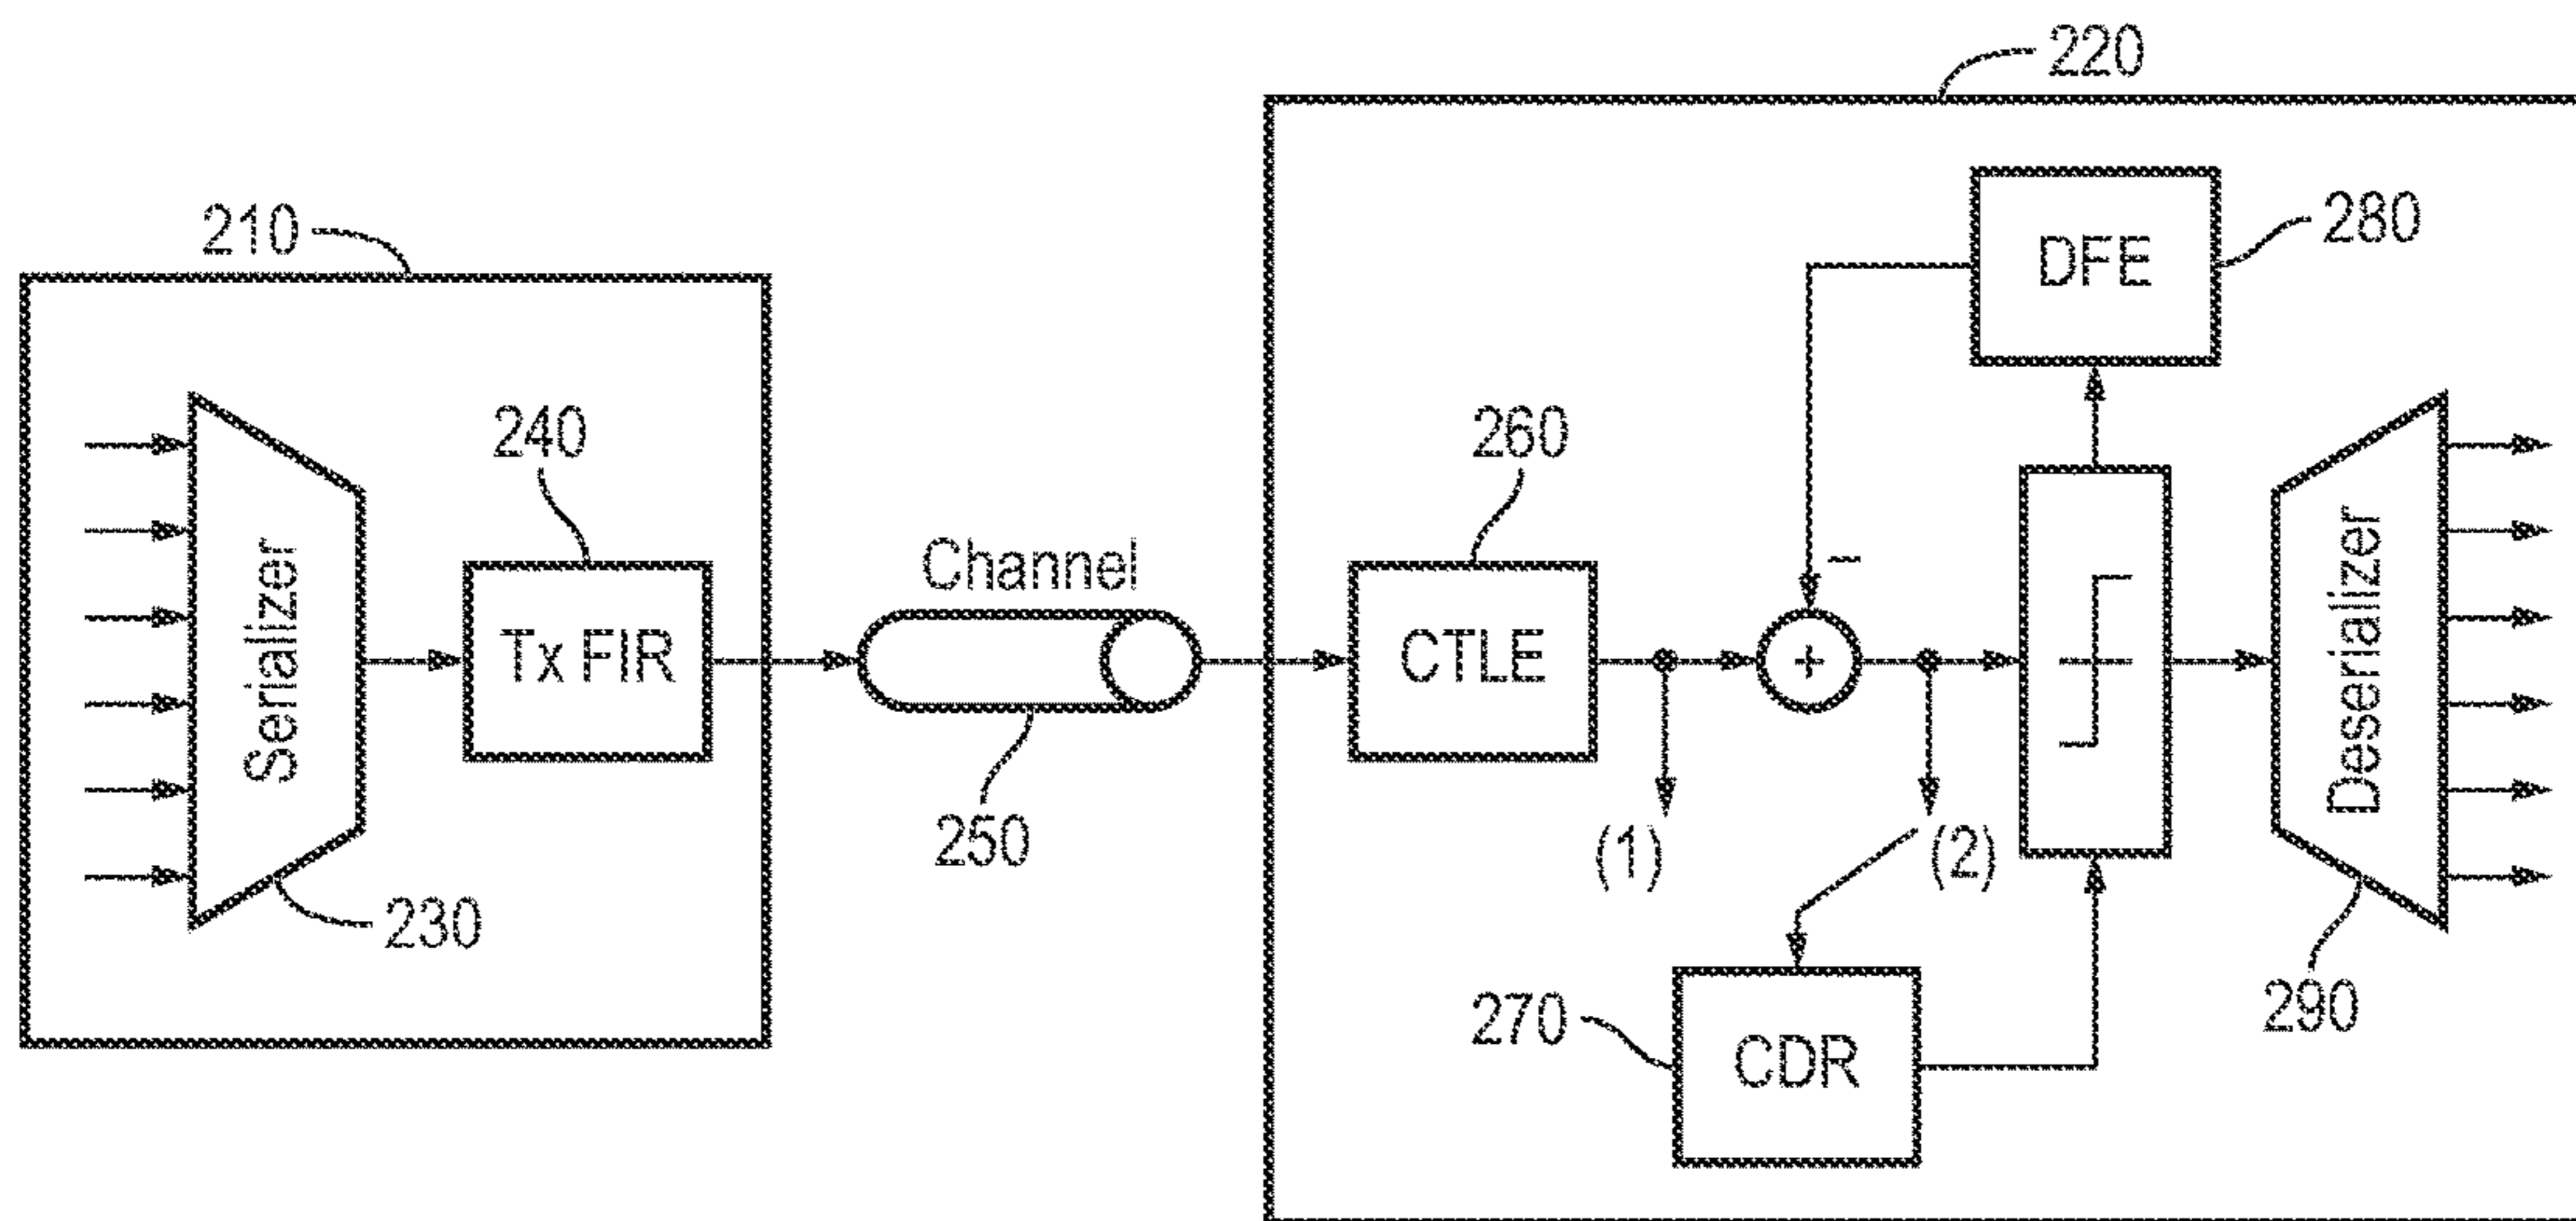 220
210
DFE
280
240
260
Serializer
Tx FIR
Channel
CTLE
–
+
Deserializer
250
(1)
(2)
230
270
CDR
290